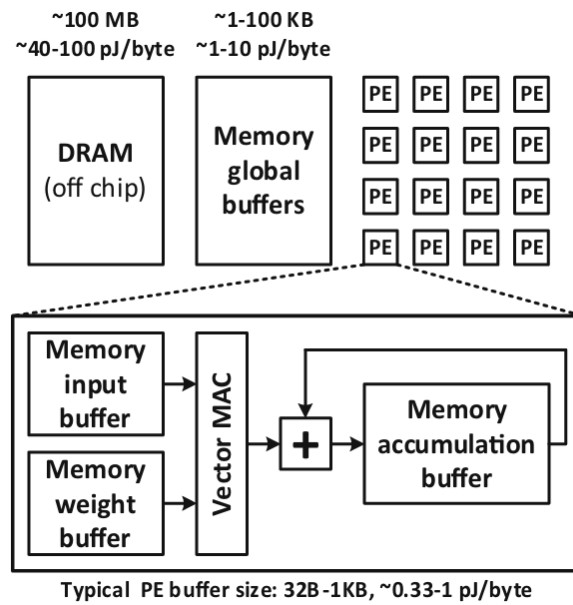 ~100 MB
~40-100 pJ/byte
~1-100 KB
~1-10 pJ/byte
DRAM
(off chip)
Memory
global
buffers
PE PE PE PE
PE PE PE PE
PE PE PE PE
PE PE PE PE
Memory
input
buffer
Memory
weight
buffer
Vector MAC
+
Memory
accumulation
buffer
Typical PE buffer size: 32B-1KB, ~0.33-1 pJ/byte